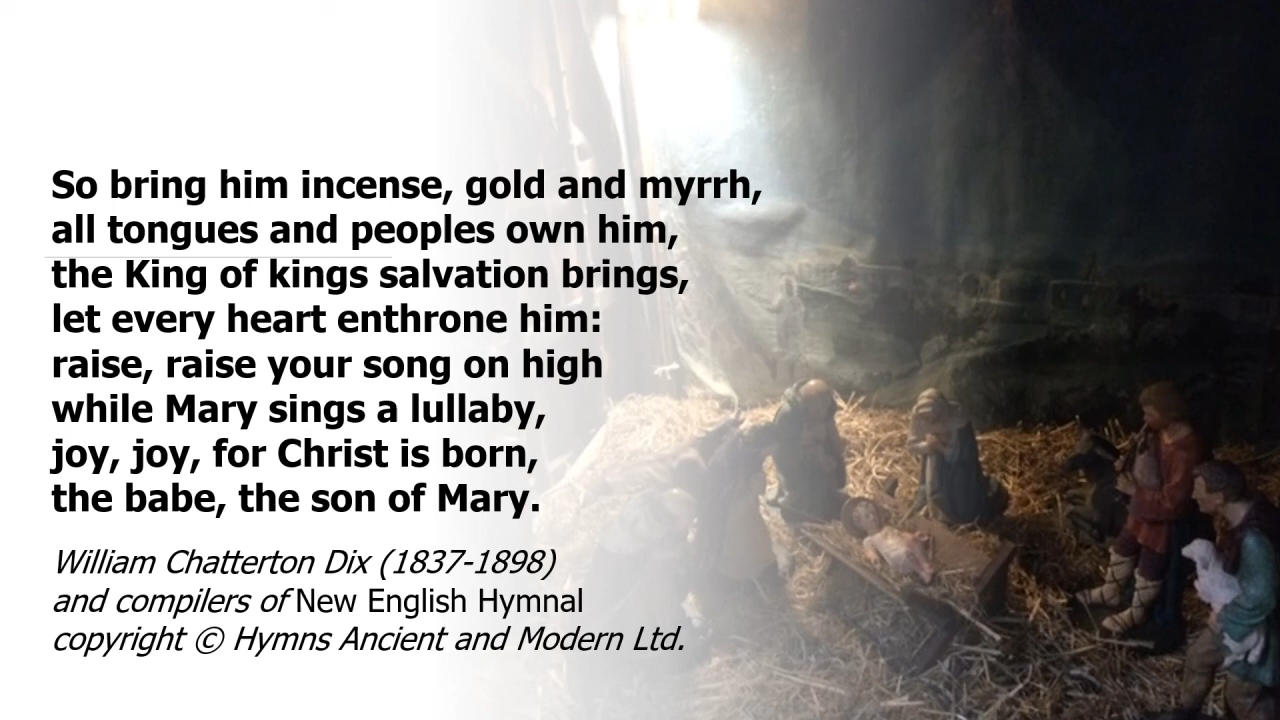 So bring him incense, gold and myrrh,
all tongues and peoples own him,
the King of kings salvation brings,
let every heart enthrone him:
raise, raise your song on high
while Mary sings a lullaby,
joy, joy, for Christ is born,
the babe, the son of Mary.
William Chatterton Dix (1837-1898)
and compilers of New English Hymnal
copyright © Hymns Ancient and Modern Ltd.